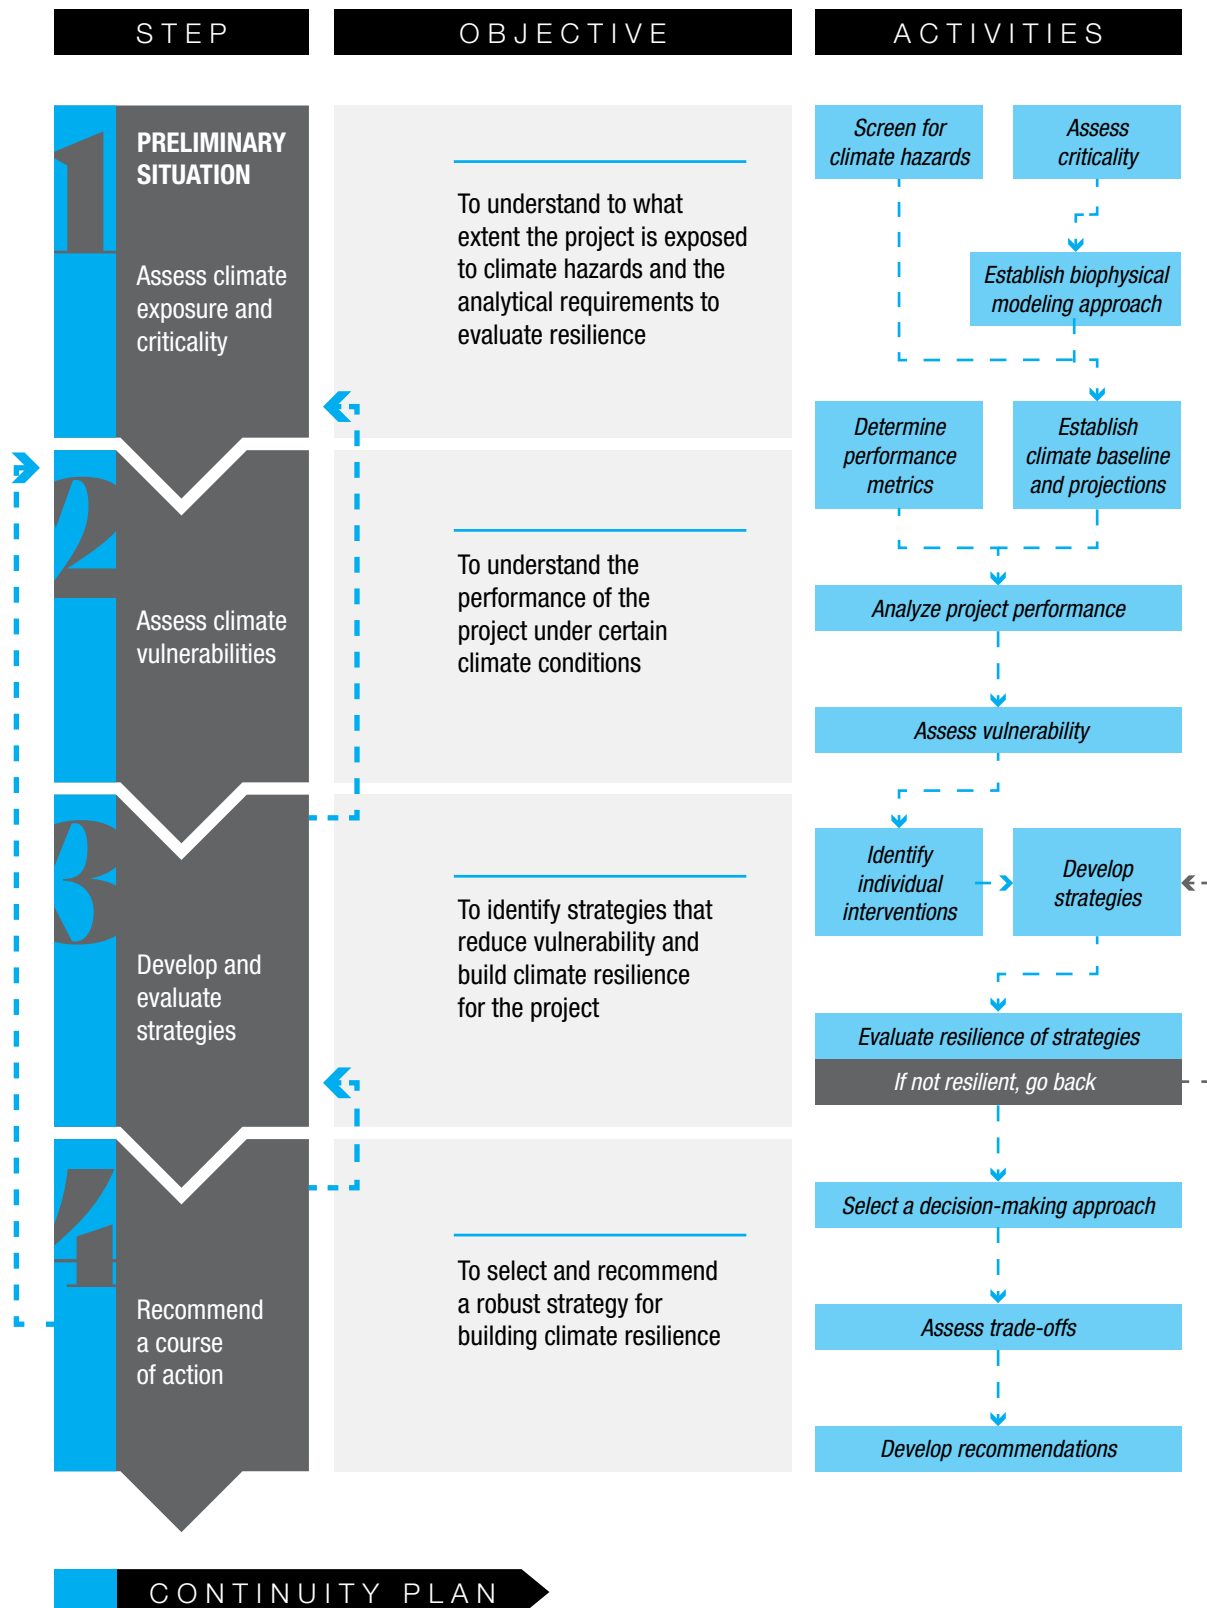 STEP
OBJECTIVE
ACTIVITIES
1
PRELIMINARY
SITUATION
Assess climate
exposure and
criticality
To understand to what
extent the project is exposed
to climate hazards and the
analytical requirements to
evaluate resilience
Screen for
climate hazards
Assess
criticality
Establish biophysical
modeling approach
Determine
performance
metrics
Establish
climate baseline
and projections
2
Assess climate
vulnerabilities
To understand the
performance of the
project under certain
climate conditions
Analyze project performance
Assess vulnerability
3
Develop and
evaluate
strategies
To identify strategies that
reduce vulnerability and
build climate resilience
for the project
Identify
individual
interventions
Develop
strategies
Evaluate resilience of strategies
If not resilient, go back
4
Recommend
a course
of action
To select and recommend
a robust strategy for
building climate resilience
Select a decision-making approach
Assess trade-offs
Develop recommendations
CONTINUITY PLAN